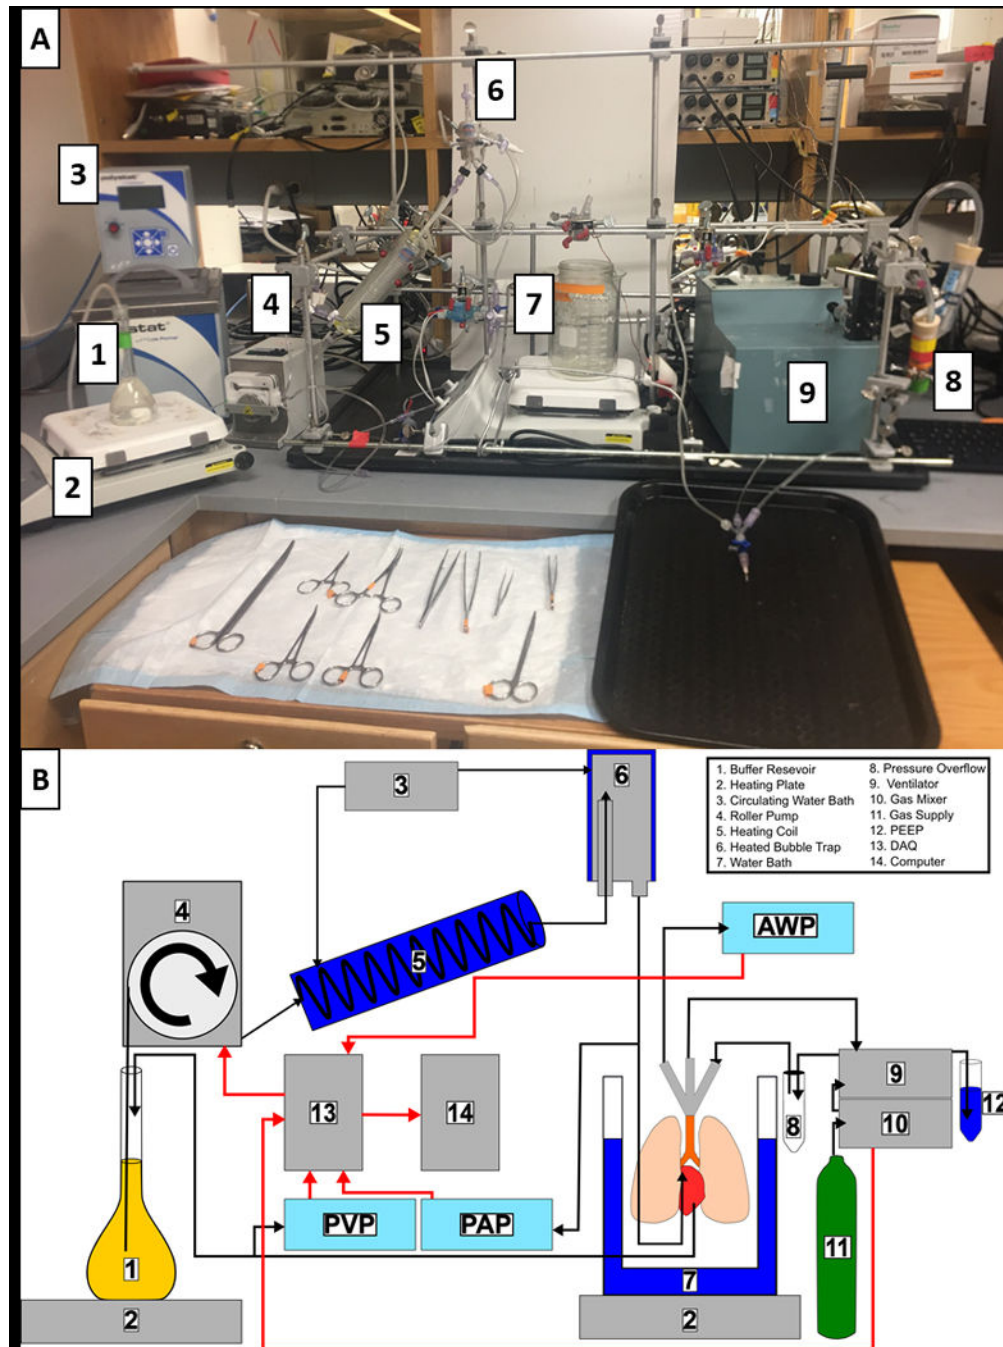 A
6
3
polystat
4
7
5
1
stat
8
9
2
B
3
6
1. Buffer Resevoir
2. Heating Plate
3. Circulating Water Bath
4. Roller Pump
5. Heating Coil
6. Heated Bubble Trap
7. Water Bath
8. Pressure Overflow
9. Ventilator
10. Gas Mixer
11. Gas Supply
12. PEEP
13. DAQ
14. Computer
4
AWP
5
9
13
14
8
10
12
PVP
PAP
11
1
7
2
2